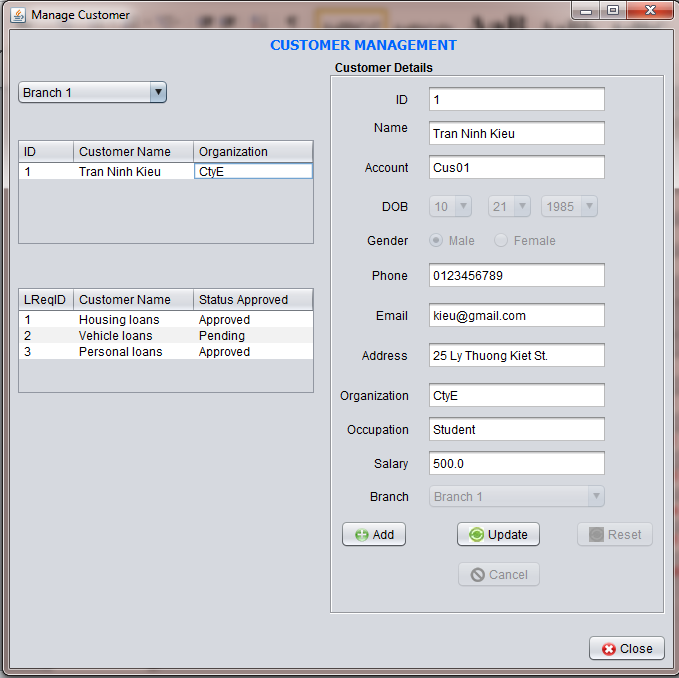 Manage Customer
CUSTOMER MANAGEMENT
Branch 1
ID Customer Name Organization
1 Tran Ninh Kieu CtyE
LReqID Customer Name Status Approved
1 Housing loans Approved
2 Vehicle loans Pending
3 Personal loans Approved
Customer Details
ID 1
Name Tran Ninh Kieu
Account Cus01
DOB 10 21 1985
Gender Male Female
Phone 0123456789
Email kieu@gmail.com
Address 25 Ly Thuong Kiet St.
Organization CtyE
Occupation Student
Salary 500.0
Branch Branch 1
Add Update Reset
Cancel
Close